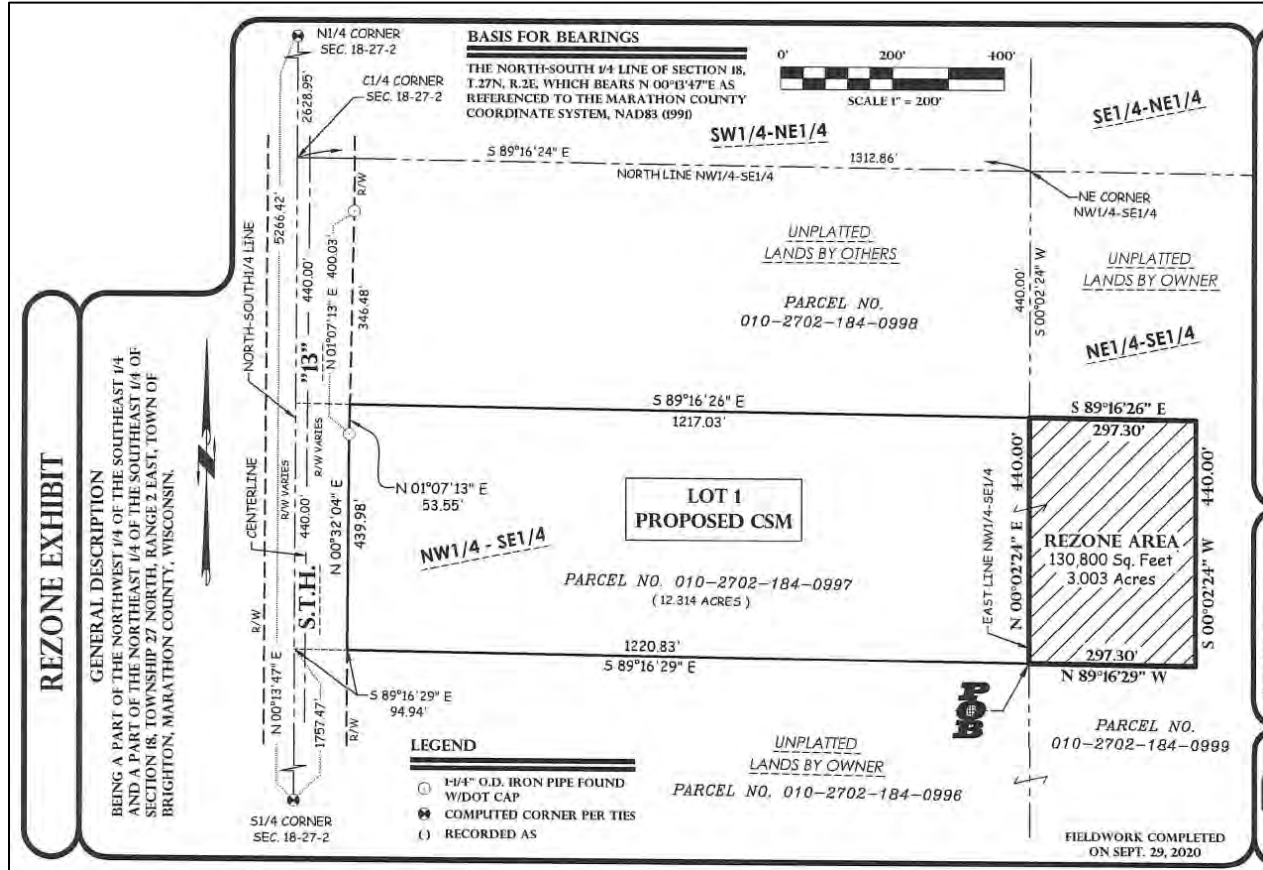 REZONE EXHIBIT
GENERAL DESCRIPTION
BEING A PART OF THE NORTHWEST 1/4 OF THE SOUTHEAST 1/4
AND A PART OF THE NORTHEAST 1/4 OF THE SOUTHEAST 1/4 OF
SECTION 18, TOWNSHIP 27 NORTH, RANGE 2 EAST, TOWN OF
BRIGHTON, MARATHON COUNTY, WISCONSIN.
N1/4 CORNER
SEC. 18-27-2
C1/4 CORNER
SEC. 18-27-2
BASIS FOR BEARINGS
THE NORTH-SOUTH 1/4 LINE OF SECTION 18,
T.27N, R.2E, WHICH BEARS N 00°13'47"E AS
REFERENCED TO THE MARATHON COUNTY
COORDINATE SYSTEM, NAD83 (1991)
0' 200' 400'
SCALE 1" = 200'
SW1/4-NE1/4
SE1/4-NE1/4
S 89°16'24" E
1312.86'
NORTH LINE NW1/4-SE1/4
NE CORNER
NW1/4-SE1/4
2628.95'
5266.42'
NORTH-SOUTH1/4 LINE
440.00'
"13"
N 01°07'13" E 400.03'
346.48'
R/W
UNPLATTED
LANDS BY OTHERS
PARCEL NO.
010-2702-184-0998
440.00'
S 00°02'24" W
UNPLATTED
LANDS BY OWNER
NE1/4-SE1/4
S 89°16'26" E
1217.03'
S 89°16'26" E
297.30'
N 01°07'13" E
53.55'
CENTERLINE
R/W VARIES
R/W VARIES
440.00'
S.T.H.
N 00°32'04" E
439.98'
NW1/4 - SE1/4
LOT 1
PROPOSED CSM
PARCEL NO. 010-2702-184-0997
( 12.314 ACRES )
EAST LINE NW1/4-SE1/4
N 00°02'24" E 440.00'
REZONE AREA
130,800 Sq. Feet
3.003 Acres
S 00°02'24" W 440.00'
1220.83'
S 89°16'29" E
297.30'
N 89°16'29" W
R/W
N 00°13'47" E
1757.47'
S 89°16'29" E
94.94'
R/W
POB
S1/4 CORNER
SEC. 18-27-2
LEGEND
1-1/4" O.D. IRON PIPE FOUND
W/DOT CAP
COMPUTED CORNER PER TIES
( ) RECORDED AS
UNPLATTED
LANDS BY OWNER
PARCEL NO. 010-2702-184-0996
PARCEL NO.
010-2702-184-0999
FIELDWORK COMPLETED
ON SEPT. 29, 2020